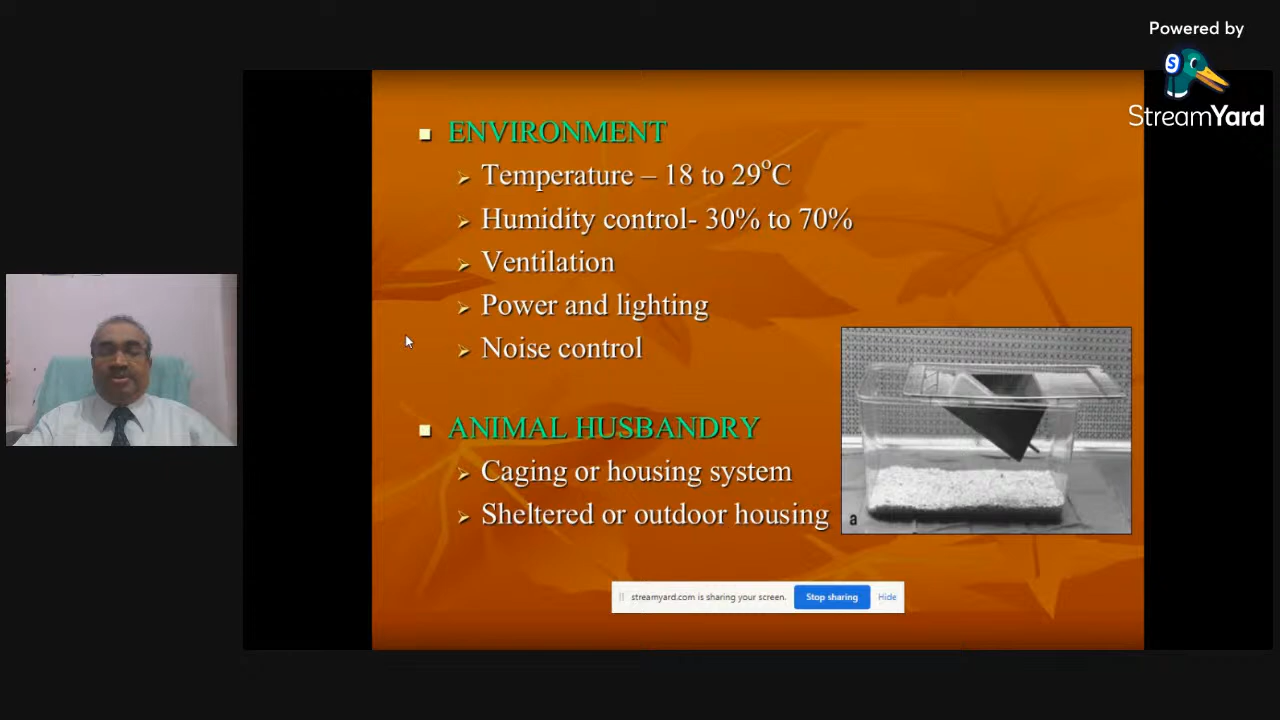 Powered by
StreamYard
ENVIRONMENT
Temperature – 18 to 29°C
Humidity control- 30% to 70%
Ventilation
Power and lighting
Noise control
ANIMAL HUSBANDRY
Caging or housing system
Sheltered or outdoor housing
a
streamyard.com is sharing your screen. Stop sharing Hide